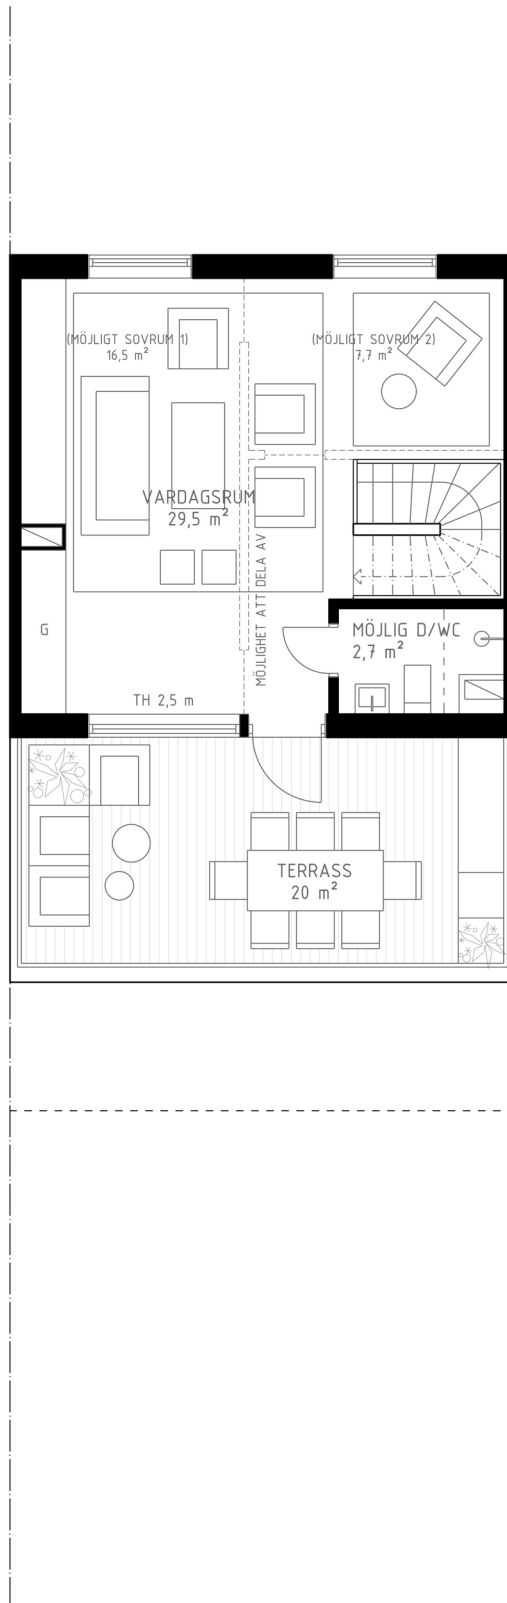 (MÖJLIGT SOVRUM 1)
16,5 m²
(MÖJLIGT SOVRUM 2)
7,7 m²
VARDAGSRUM
29,5 m²
MÖJLIGHET ATT DELA AV
G
MÖJLIG D/WC
2,7 m²
TH 2,5 m
TERRASS
20 m²